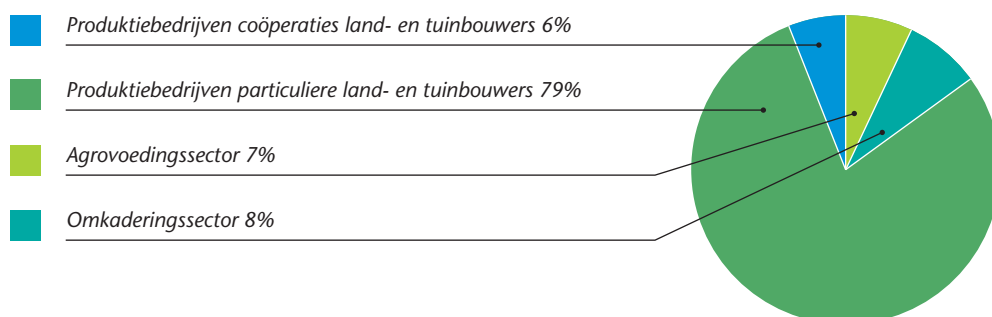 Produktiebedrijven coöperaties land- en tuinbouwers 6%
Produktiebedrijven particuliere land- en tuinbouwers 79%
Agrovoedingssector 7%
Omkaderingssector 8%